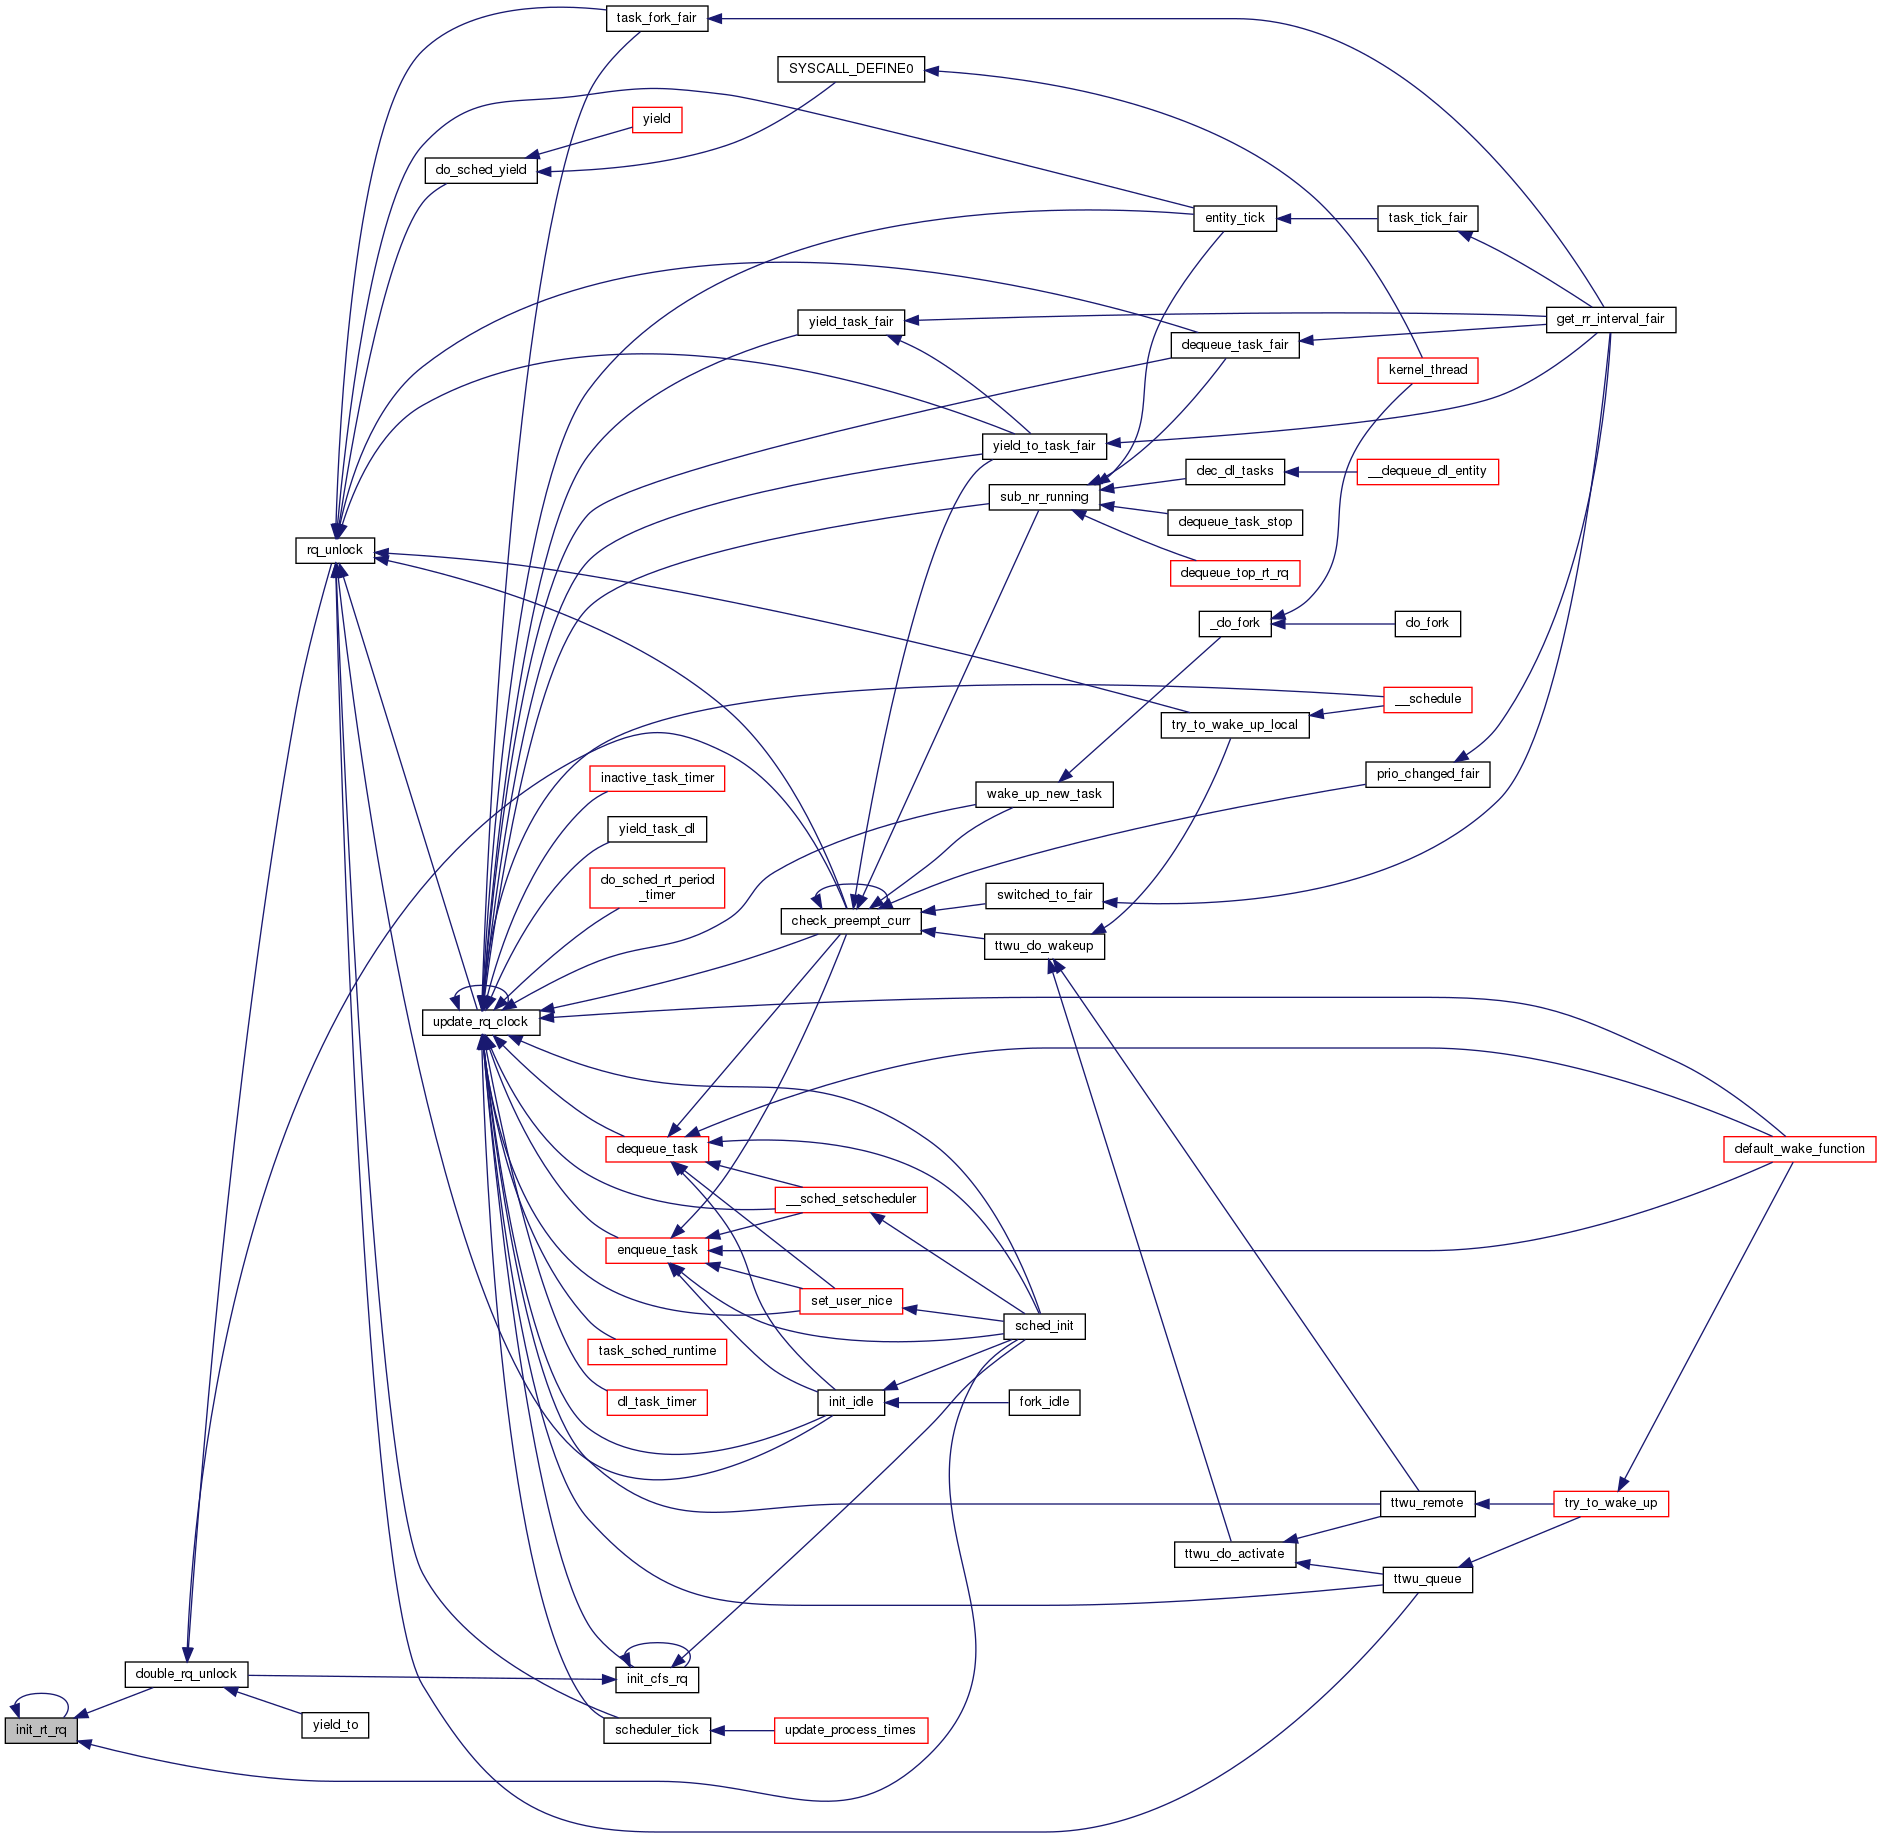 task_fork_fair
SYSCALL_DEFINE0
yield
do_sched_yield
entity_tick
task_tick_fair
yield_task_fair
get_rr_interval_fair
dequeue_task_fair
kernel_thread
yield_to_task_fair
dec_dl_tasks
__dequeue_dl_entity
sub_nr_running
dequeue_task_stop
rq_unlock
dequeue_top_rt_rq
_do_fork
do_fork
__schedule
try_to_wake_up_local
inactive_task_timer
prio_changed_fair
wake_up_new_task
yield_task_dl
do_sched_rt_period
_timer
switched_to_fair
check_preempt_curr
ttwu_do_wakeup
update_rq_clock
dequeue_task
default_wake_function
__sched_setscheduler
enqueue_task
set_user_nice
sched_init
task_sched_runtime
dl_task_timer
init_idle
fork_idle
ttwu_remote
try_to_wake_up
ttwu_do_activate
ttwu_queue
double_rq_unlock
init_cfs_rq
yield_to
init_rt_rq
scheduler_tick
update_process_times